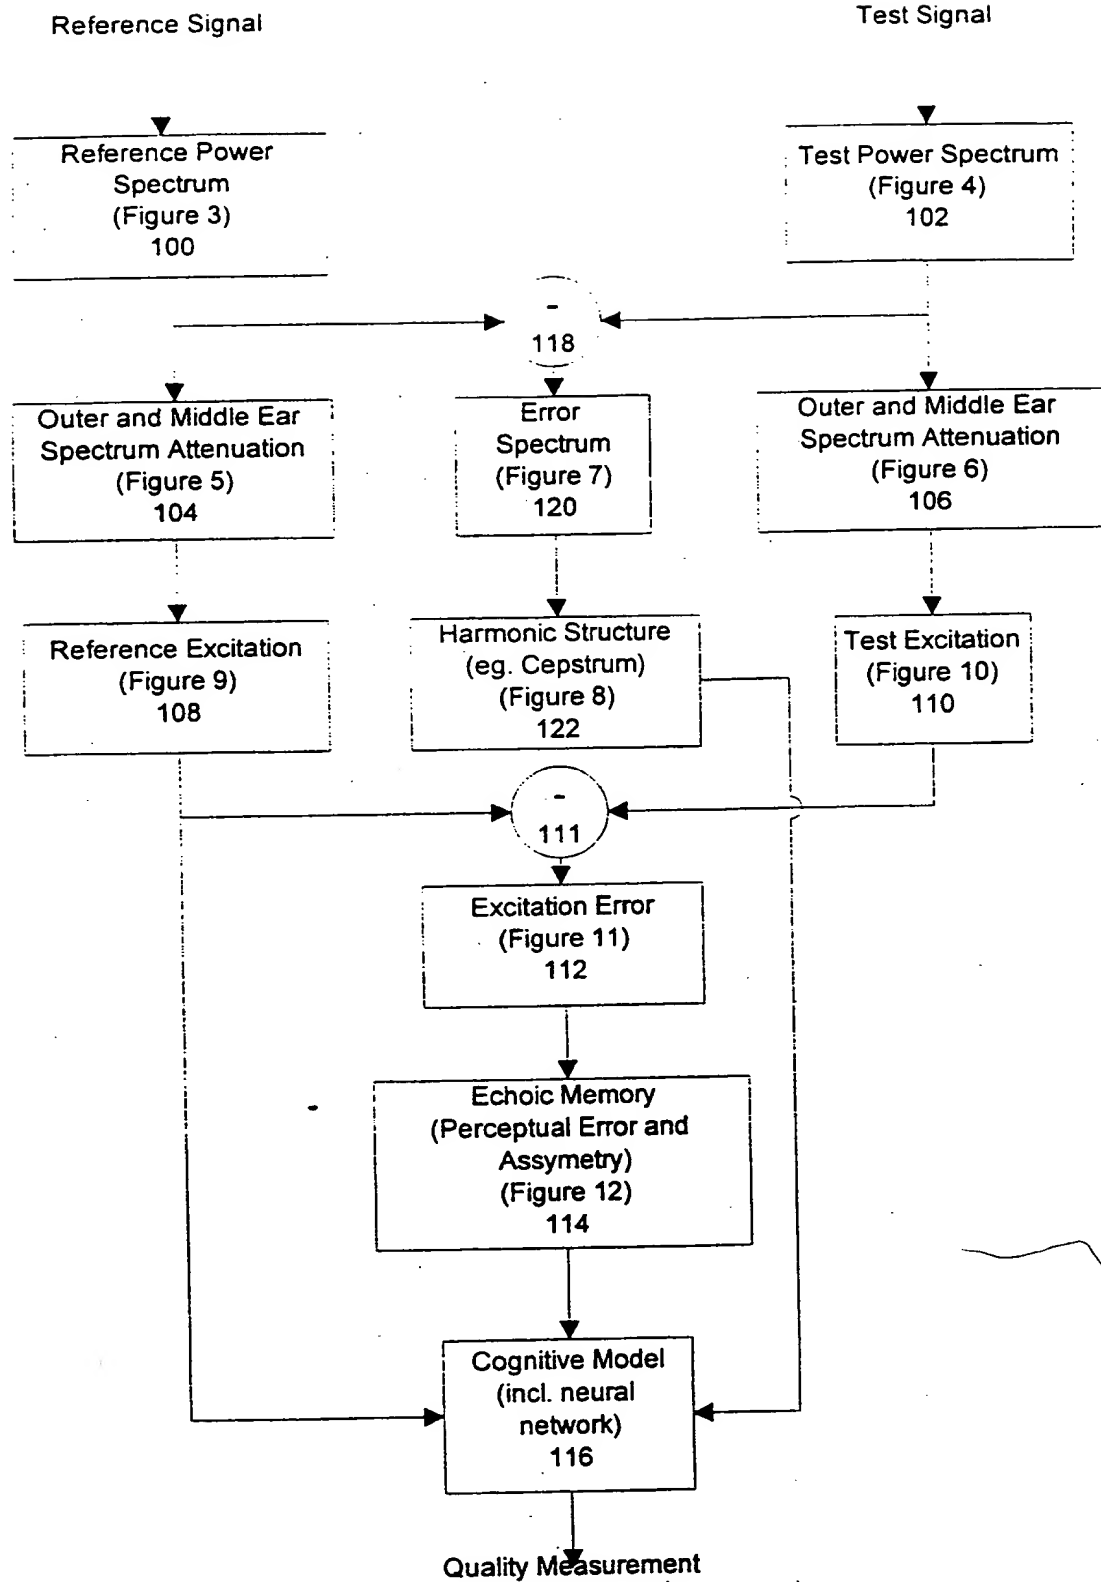 Reference Signal
Test Signal
Reference Power
Spectrum
(Figure 3)
100
Test Power Spectrum
(Figure 4)
102
-
118
Outer and Middle Ear
Spectrum Attenuation
(Figure 5)
104
Error
Spectrum
(Figure 7)
120
Outer and Middle Ear
Spectrum Attenuation
(Figure 6)
106
Reference Excitation
(Figure 9)
108
Harmonic Structure
(eg. Cepstrum)
(Figure 8)
122
Test Excitation
(Figure 10)
110
-
111
Excitation Error
(Figure 11)
112
Echoic Memory
(Perceptual Error and
Assymetry)
(Figure 12)
114
Cognitive Model
(incl. neural
network)
116
Quality Measurement